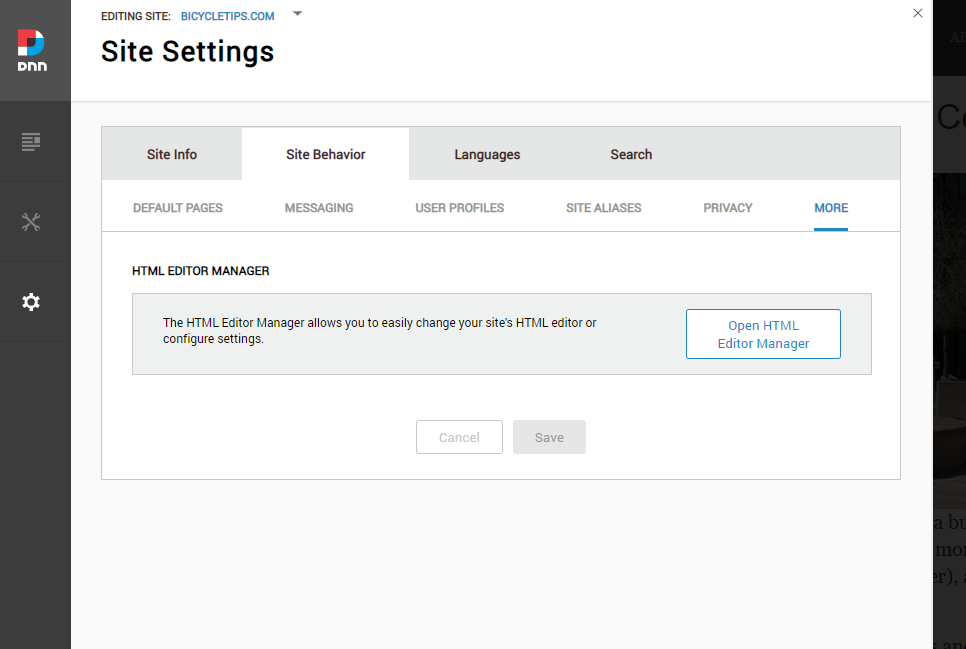 EDITING SITE: BICYCLETIPS.COM
Site Settings
dnn
Site Info Site Behavior Languages Search
DEFAULT PAGES MESSAGING USER PROFILES SITE ALIASES PRIVACY MORE
HTML EDITOR MANAGER
The HTML Editor Manager allows you to easily change your site's HTML editor or
configure settings.
Open HTML
Editor Manager
Cancel Save
a bu
mor
er), a